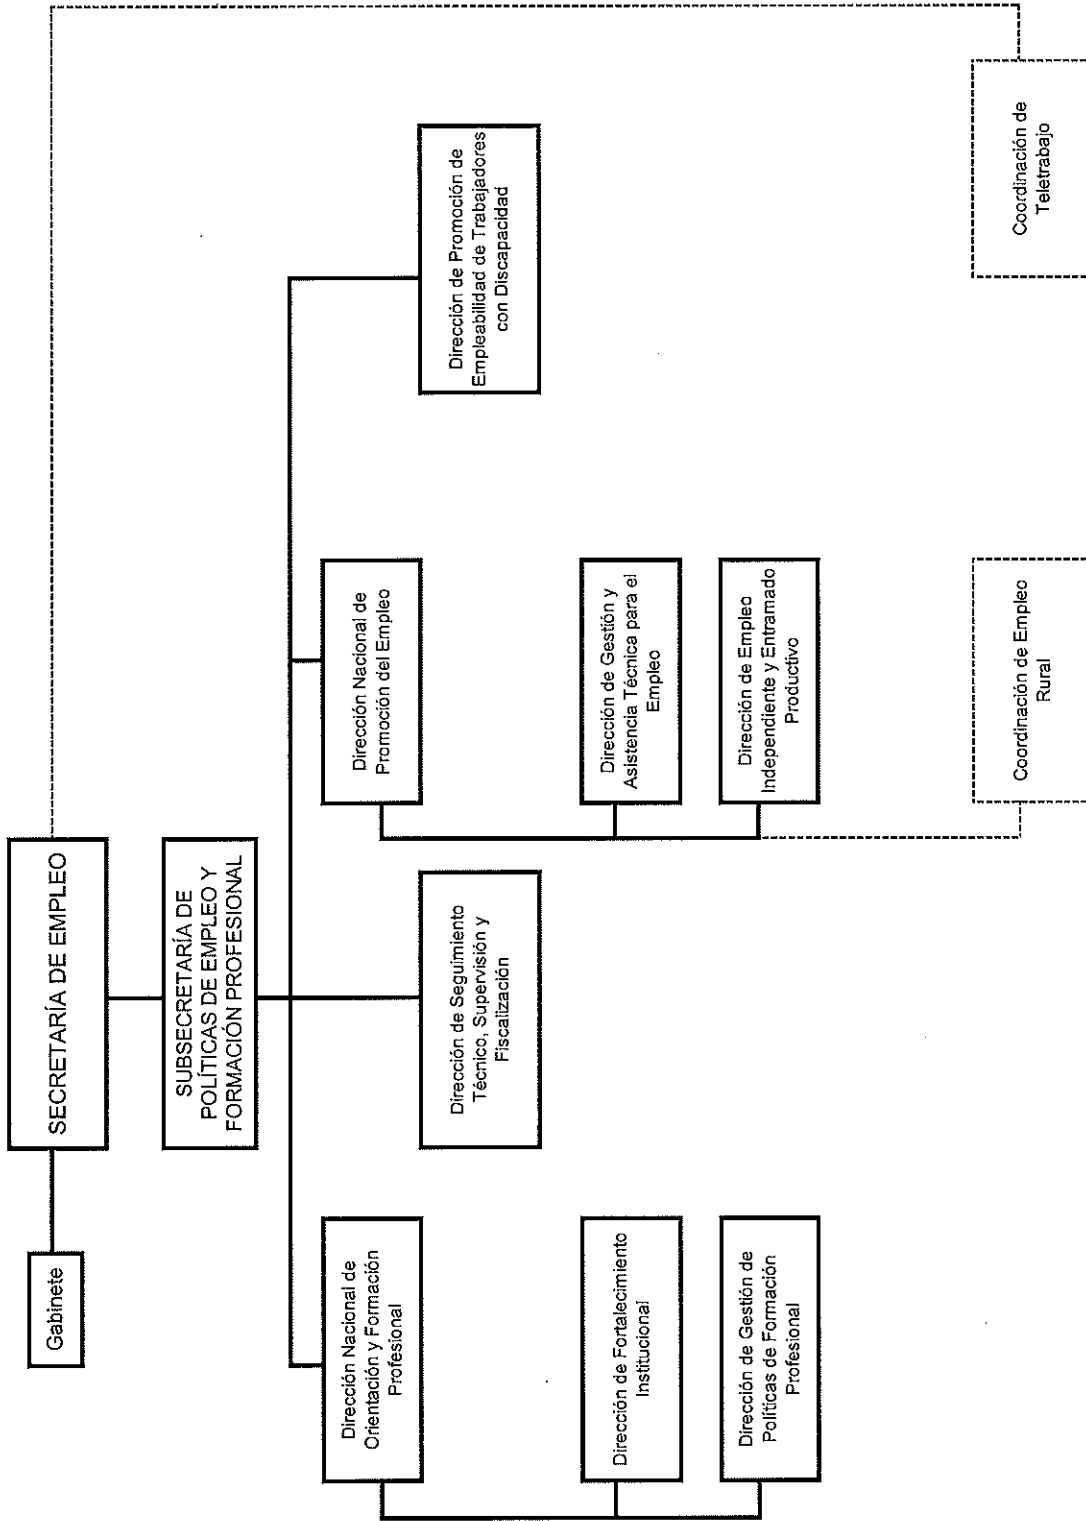 Gabinete
SECRETARÍA DE EMPLEO
SUBSECRETARÍA DE
POLÍTICAS DE EMPLEO Y
FORMACIÓN PROFESIONAL
Dirección Nacional de
Orientación y Formación
Profesional
Dirección Nacional de
Promoción del Empleo
Dirección de Seguimiento
Técnico, Supervisión y
Fiscalización
Dirección de Promoción de
Empleabilidad de Trabajadores
con Discapacidad
Dirección de Fortalecimiento
Institucional
Dirección de Gestión y
Asistencia Técnica para el
Empleo
Dirección de Gestión de
Políticas de Formación
Profesional
Dirección de Empleo
Independiente y Entramado
Productivo
Coordinación de Empleo
Rural
Coordinación de
Teletrabajo